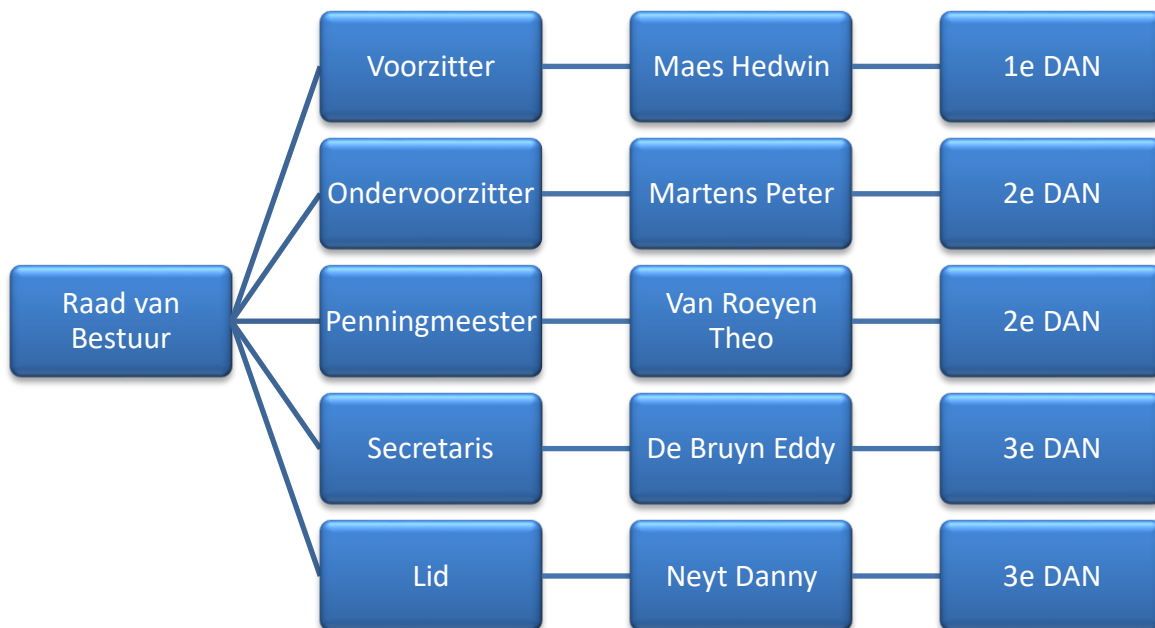 Voorzitter
Maes Hedwin
1e DAN
Ondervoorzitter
Martens Peter
2e DAN
Raad van
Bestuur
Penningmeester
Van Roeyen
Theo
2e DAN
Secretaris
De Bruyn Eddy
3e DAN
Lid
Neyt Danny
3e DAN